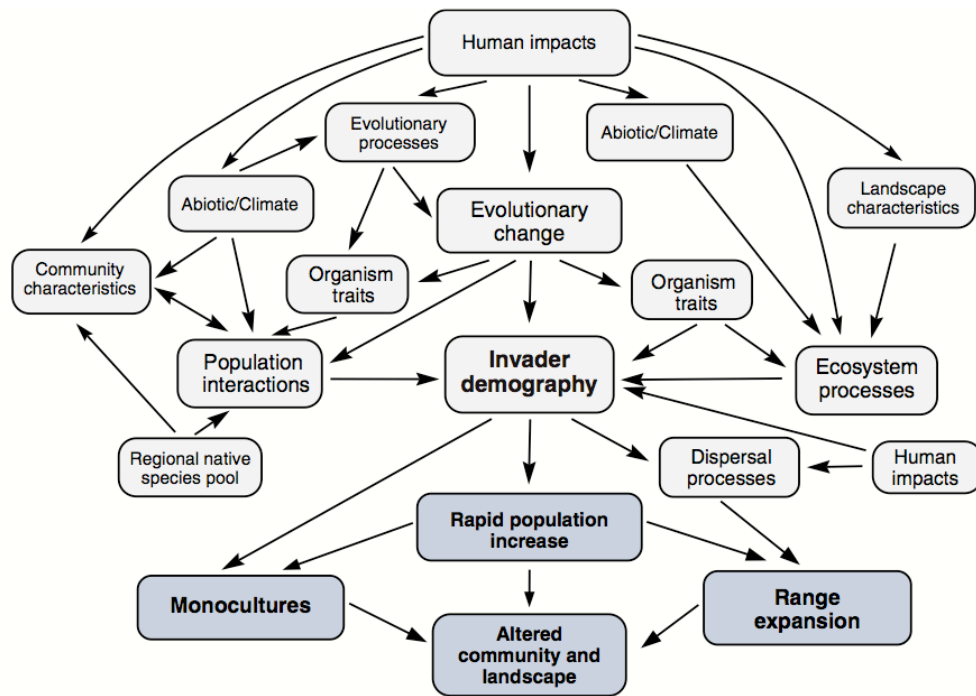 Human impacts
Evolutionary
processes
Abiotic/Climate
Abiotic/Climate
Landscape
characteristics
Evolutionary
change
Community
characteristics
Organism
traits
Organism
traits
Population
interactions
Invader
demography
Ecosystem
processes
Regional native
species pool
Dispersal
processes
Human
impacts
Rapid population
increase
Monocultures
Range
expansion
Altered
community and
landscape